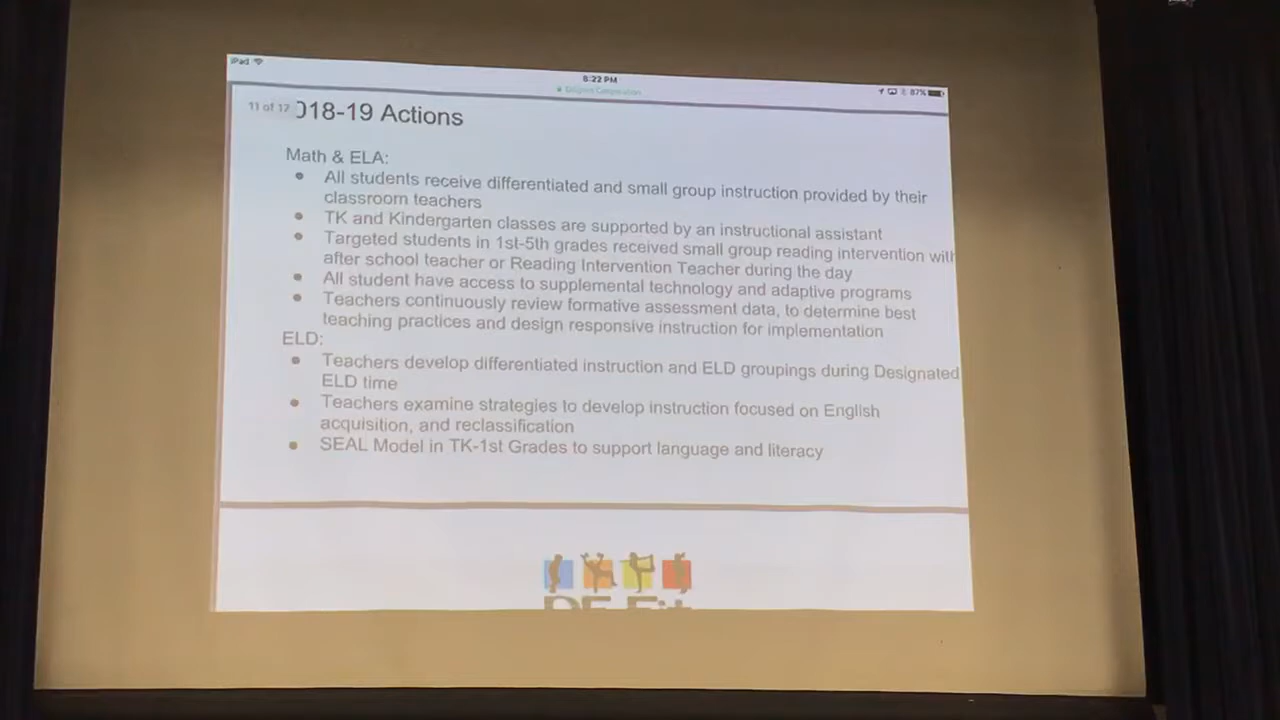 iPad
8:22 PM
87%
11 of 17
018-19 Actions
Math & ELA:
● All students receive differentiated and small group instruction provided by their
classroom teachers
● TK and Kindergarten classes are supported by an instructional assistant
● Targeted students in 1st-5th grades received small group reading intervention with
after school teacher or Reading Intervention Teacher during the day
● All student have access to supplemental technology and adaptive programs
● Teachers continuously review formative assessment data, to determine best
teaching practices and design responsive instruction for implementation
ELD:
● Teachers develop differentiated instruction and ELD groupings during Designated
ELD time
● Teachers examine strategies to develop instruction focused on English
acquisition, and reclassification
● SEAL Model in TK-1st Grades to support language and literacy